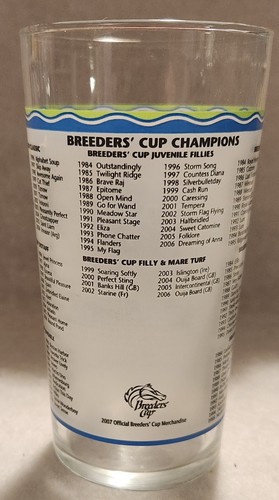 BREEDERS' CUP CHAMPIONS
BREEDERS' CUP JUVENILE FILLIES
1984 Outstandingly
1985 Twilight Ridge
1986 Brave Raj
1987 Epitome
1988 Open Mind
1989 Go for Wand
1990 Meadow Star
1991 Pleasant Stage
1992 Eliza
1993 Phone Chatter
1994 Flanders
1995 My Flag
1996 Storm Song
1997 Countess Diana
1998 Silverbulletday
1999 Cash Run
2000 Caressing
2001 Tempera
2002 Storm Flag Flying
2003 Halfbridled
2004 Sweet Catomine
2005 Folklore
2006 Dreaming of Anna
BREEDERS' CUP FILLY & MARE TURF
1999 Soaring Softly
2000 Perfect Sting
2001 Banks Hill (GB)
2002 Starine (Fr)
2003 Islington (Ire)
2004 Ouija Board (GB)
2005 Intercontinental (GB)
2006 Ouija Board (GB)
Breeders'
Cup
2007 Official Breeders' Cup Merchandise